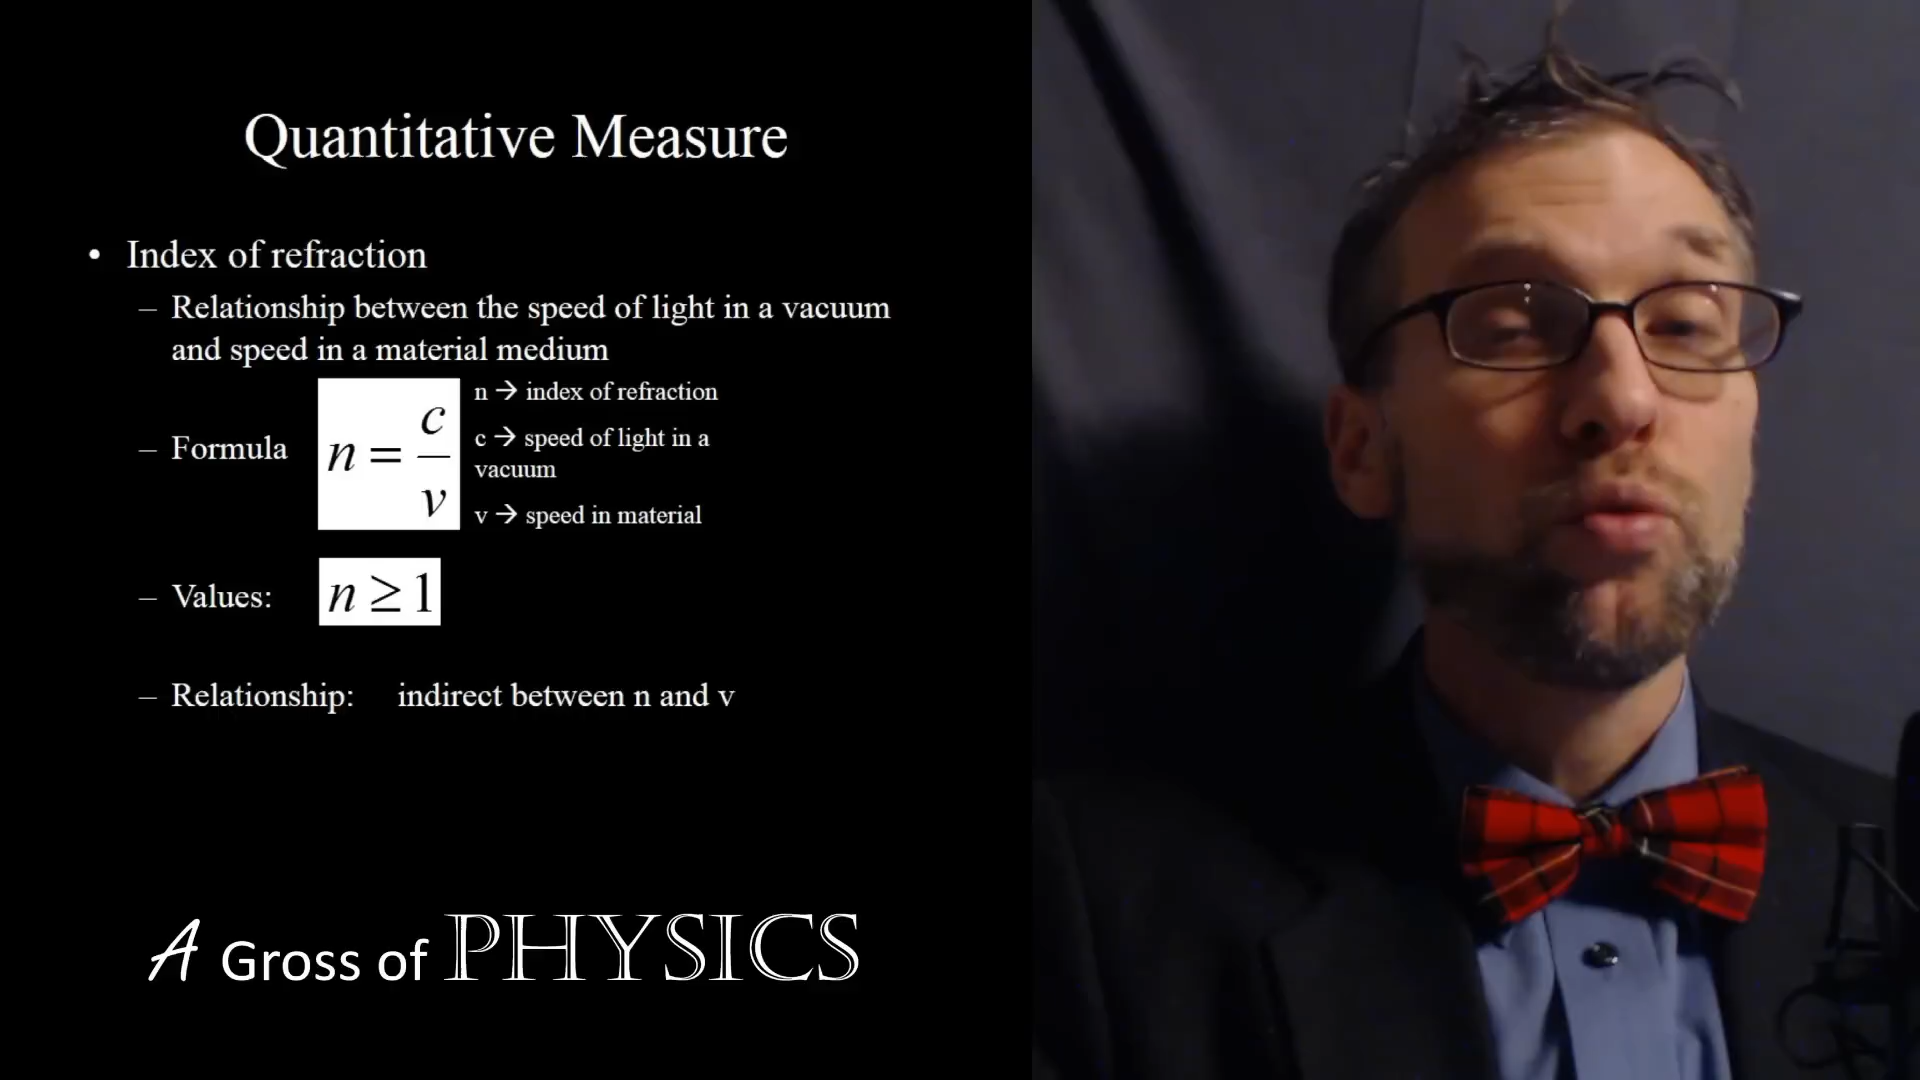 Quantitative Measure
• Index of refraction
– Relationship between the speed of light in a vacuum
and speed in a material medium
n → index of refraction
– Formula n = c/v
c → speed of light in a
vacuum
v → speed in material
– Values: n ≥ 1
– Relationship: indirect between n and v
A Gross of PHYSICS